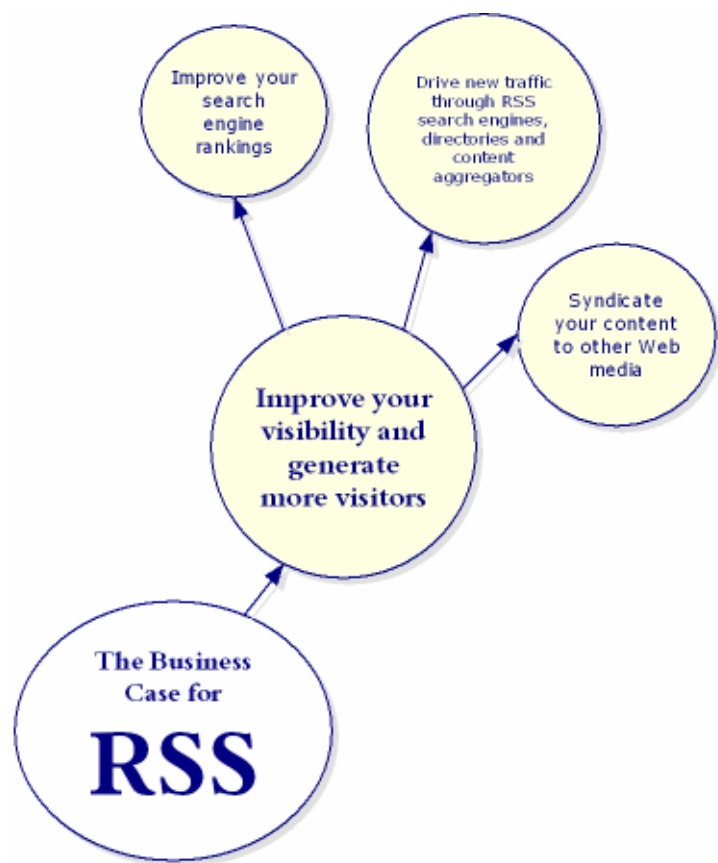 Improve your
search
engine
rankings
Drive new traffic
through RSS
search engines,
directories and
content
aggregators
Syndicate
your content
to other Web
media
Improve your
visibility and
generate
more visitors
The Business
Case for
RSS